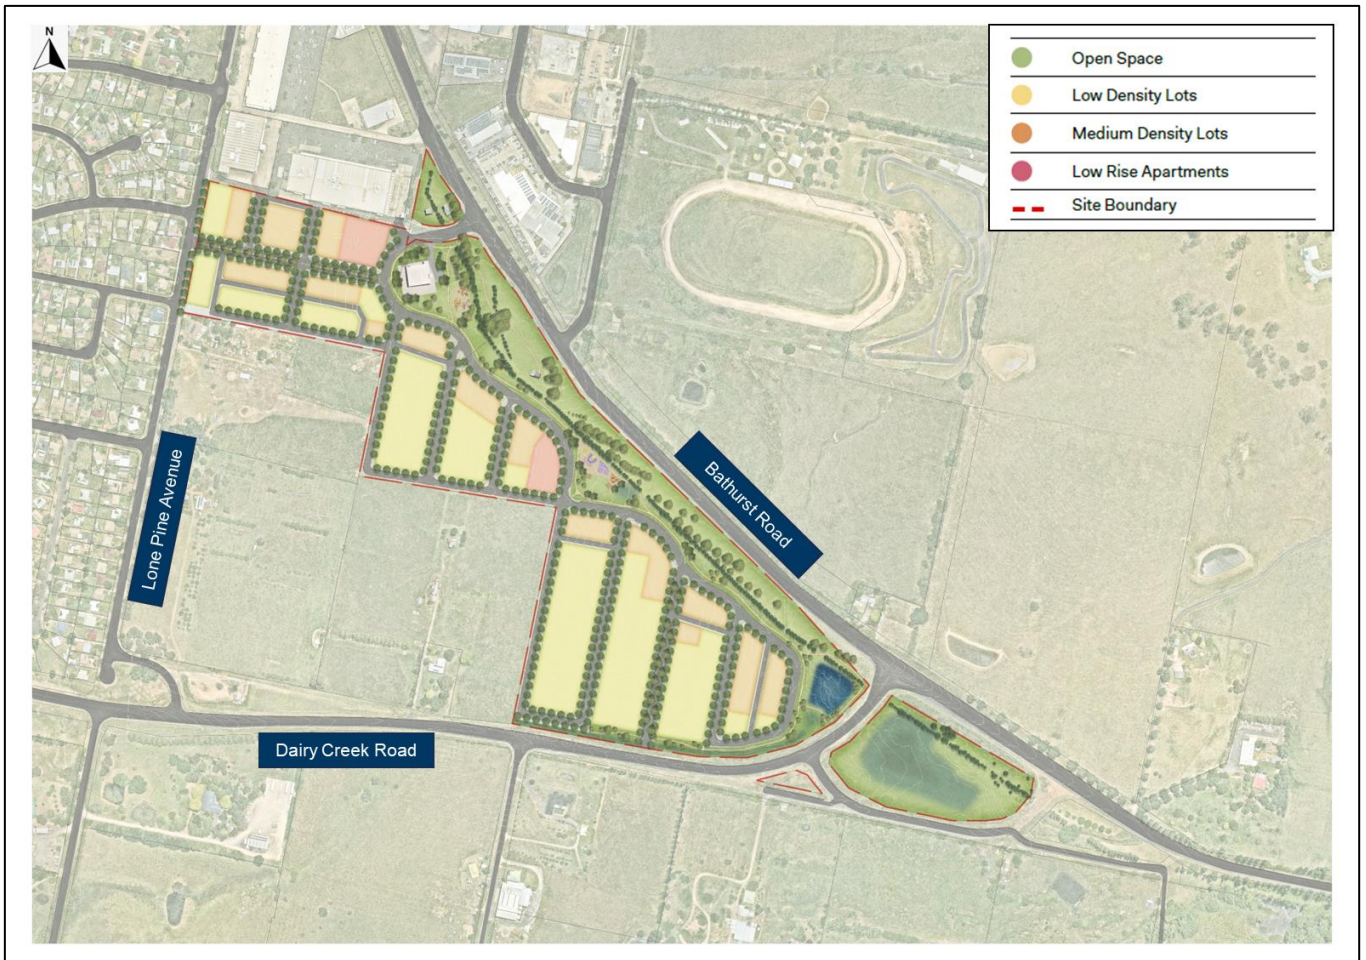 N
Open Space
Low Density Lots
Medium Density Lots
Low Rise Apartments
Site Boundary
Lone Pine Avenue
Bathurst Road
Dairy Creek Road